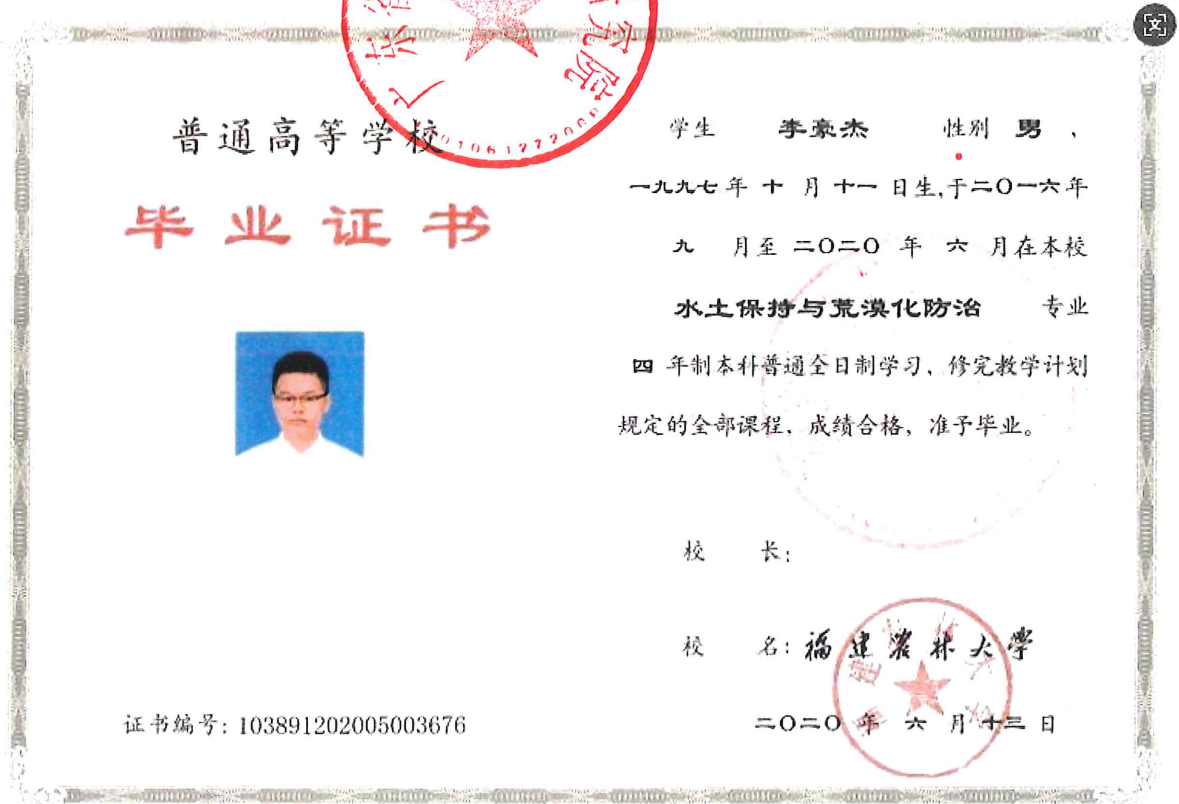 普通高等学校
毕业证书
证书编号：103891202005003676
学生 李豪杰 性别 男 ，
一九九七年 十 月 十一 日生，于二〇一六年
九 月至 二〇二〇 年 六 月在本校
水土保持与荒漠化防治 专业
四 年制本科普通全日制学习，修完教学计划
规定的全部课程，成绩合格，准予毕业。
校 长：
校 名：福建农林大学
二〇二〇 年 六 月 十三 日
广东省
究院